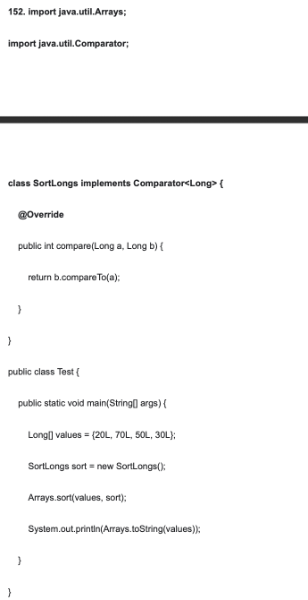 152. import java.util.Arrays;
import java.util.Comparator;
class SortLongs implements Comparator<Long> {
@Override
public int compare(Long a, Long b) {
return b.compareTo(a);
}
}
public class Test {
public static void main(String[] args) {
Long[] values = {20L, 70L, 50L, 30L};
SortLongs sort = new SortLongs();
Arrays.sort(values, sort);
System.out.println(Arrays.toString(values));
}
}